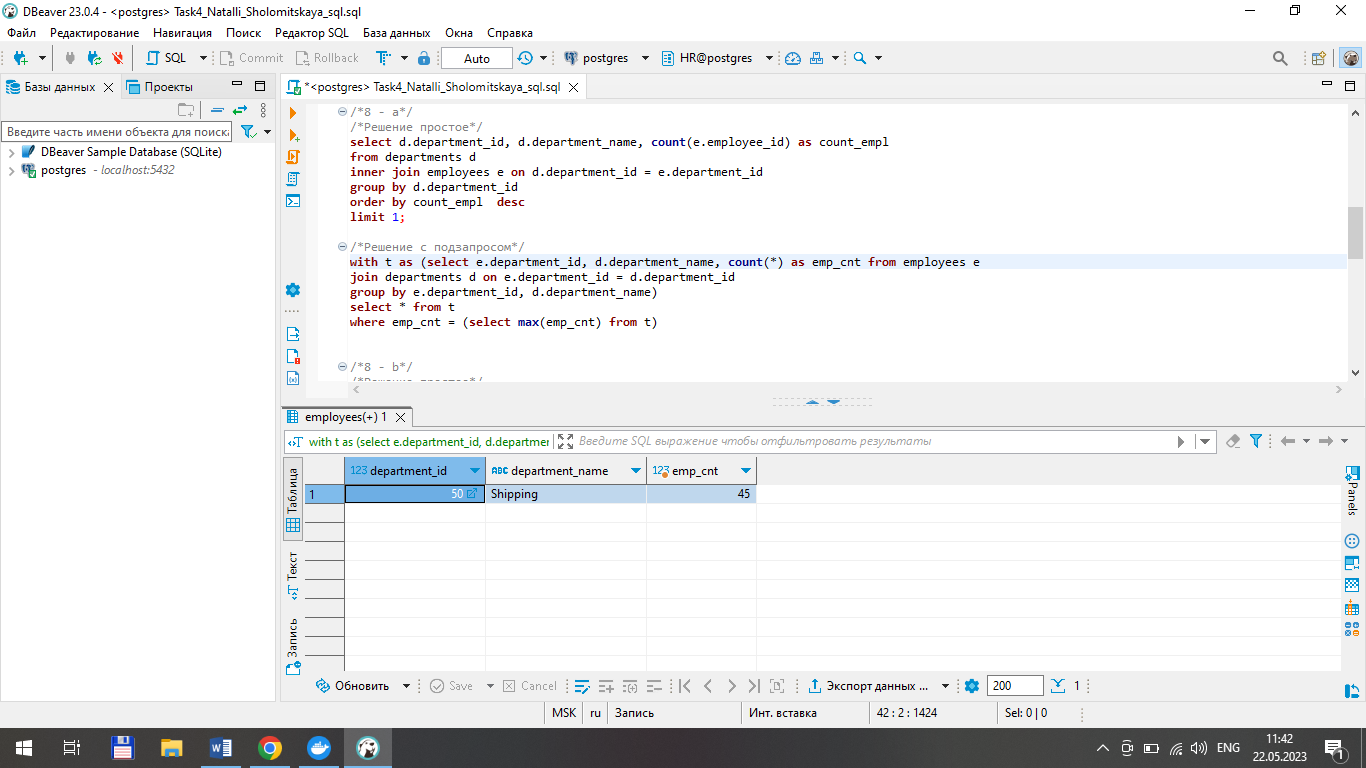 DBeaver 23.0.4 - <postgres> Task4_Natalli_Sholomitskaya_sql.sql
Файл Редактирование Навигация Поиск Редактор SQL База данных Окна Справка
SQL Commit Rollback Auto postgres HR@postgres
Базы данных Проекты
*<postgres> Task4_Natalli_Sholomitskaya_sql.sql
Введите часть имени объекта для поиска
DBeaver Sample Database (SQLite)
postgres - localhost:5432
/*8 - a*/
/*Решение простое*/
select d.department_id, d.department_name, count(e.employee_id) as count_empl
from departments d
inner join employees e on d.department_id = e.department_id
group by d.department_id
order by count_empl  desc
limit 1;
/*Решение с подзапросом*/
with t as (select e.department_id, d.department_name, count(*) as emp_cnt from employees e
join departments d on e.department_id = d.department_id
group by e.department_id, d.department_name)
select * from t
where emp_cnt = (select max(emp_cnt) from t)
/*8 - b*/
/*Решение простое*/
employees(+) 1
with t as (select e.department_id, d.departmer
Введите SQL выражение чтобы отфильтровать результаты
Таблица
Текст
Запись
123 department_id ABC department_name 123 emp_cnt
1 50 Shipping 45
Panels
Обновить Save Cancel Экспорт данных ... 200 1
MSK ru Запись Инт. вставка 42 : 2 : 1424 Sel: 0 | 0
ENG
11:42
22.05.2023
1